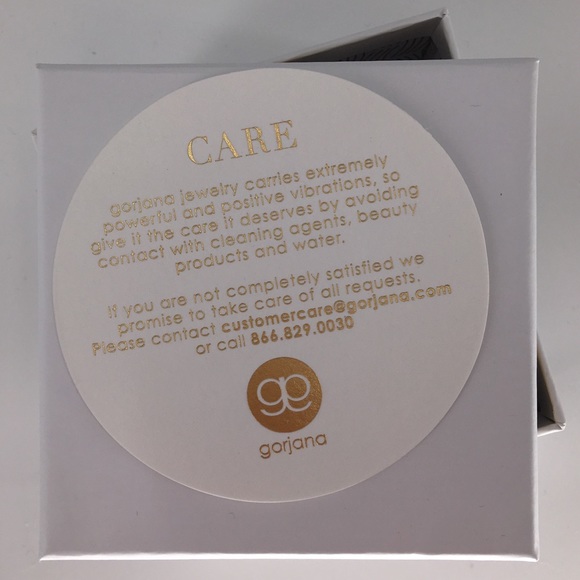 CARE
gorjana jewelry carries extremely
powerful and positive vibrations, so
give it the care it deserves by avoiding
contact with cleaning agents, beauty
products and water.
If you are not completely satisfied we
promise to take care of all requests.
Please contact customercare@gorjana.com
or call 866.829.0030
gg
gorjana